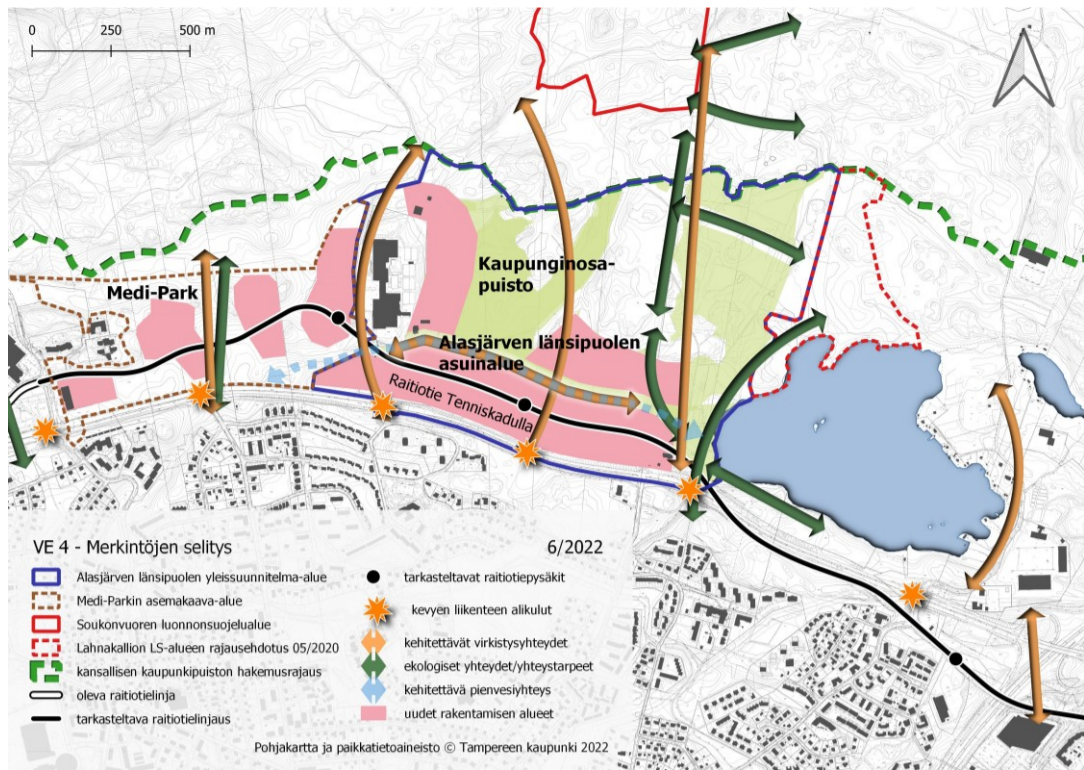 0 250 500 m
Kaupunginosa-
puisto
Medi-Park
Alasjärven länsipuolen
asuinalue
Raitiotie Tenniskadulla
VE 4 - Merkintöjen selitys
6/2022
Alasjärven länsipuolen yleissuunnitelma-alue
Medi-Parkin asemakaava-alue
Soukonvuoren luonnonsuojelualue
Lahnakallion LS-alueen rajausehdotus 05/2020
kansallisen kaupunkipuiston hakemusrajaus
oleva raitiotielinja
tarkasteltava raitiotielinjaus
tarkasteltavat raitiotiepysäkit
kevyen liikenteen alikulut
kehitettävät virkistysyhteydet
ekologiset yhteydet/yhteystarpeet
kehitettävä pienvesiyhteys
uudet rakentamisen alueet
Pohjakartta ja paikkatietoaineisto © Tampereen kaupunki 2022